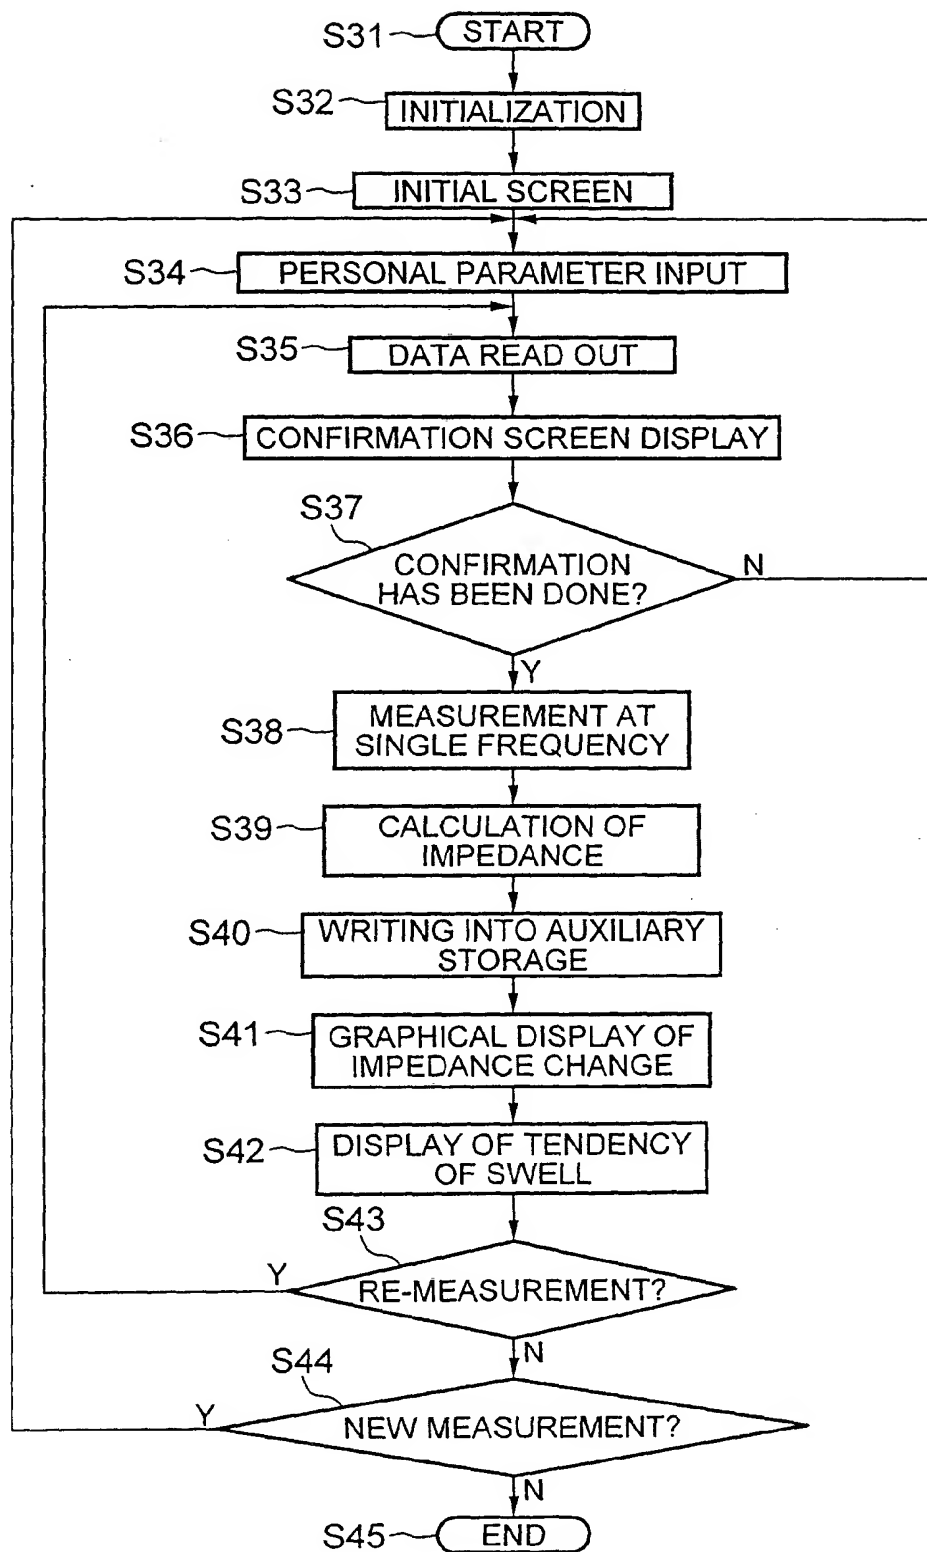 S31
START
S32
INITIALIZATION
S33
INITIAL SCREEN
S34
PERSONAL PARAMETER INPUT
S35
DATA READ OUT
S36
CONFIRMATION SCREEN DISPLAY
S37
CONFIRMATION
HAS BEEN DONE?
N
Y
S38
MEASUREMENT AT
SINGLE FREQUENCY
S39
CALCULATION OF
IMPEDANCE
S40
WRITING INTO AUXILIARY
STORAGE
S41
GRAPHICAL DISPLAY OF
IMPEDANCE CHANGE
S42
DISPLAY OF TENDENCY
OF SWELL
S43
Y
RE-MEASUREMENT?
N
S44
Y
NEW MEASUREMENT?
N
S45
END